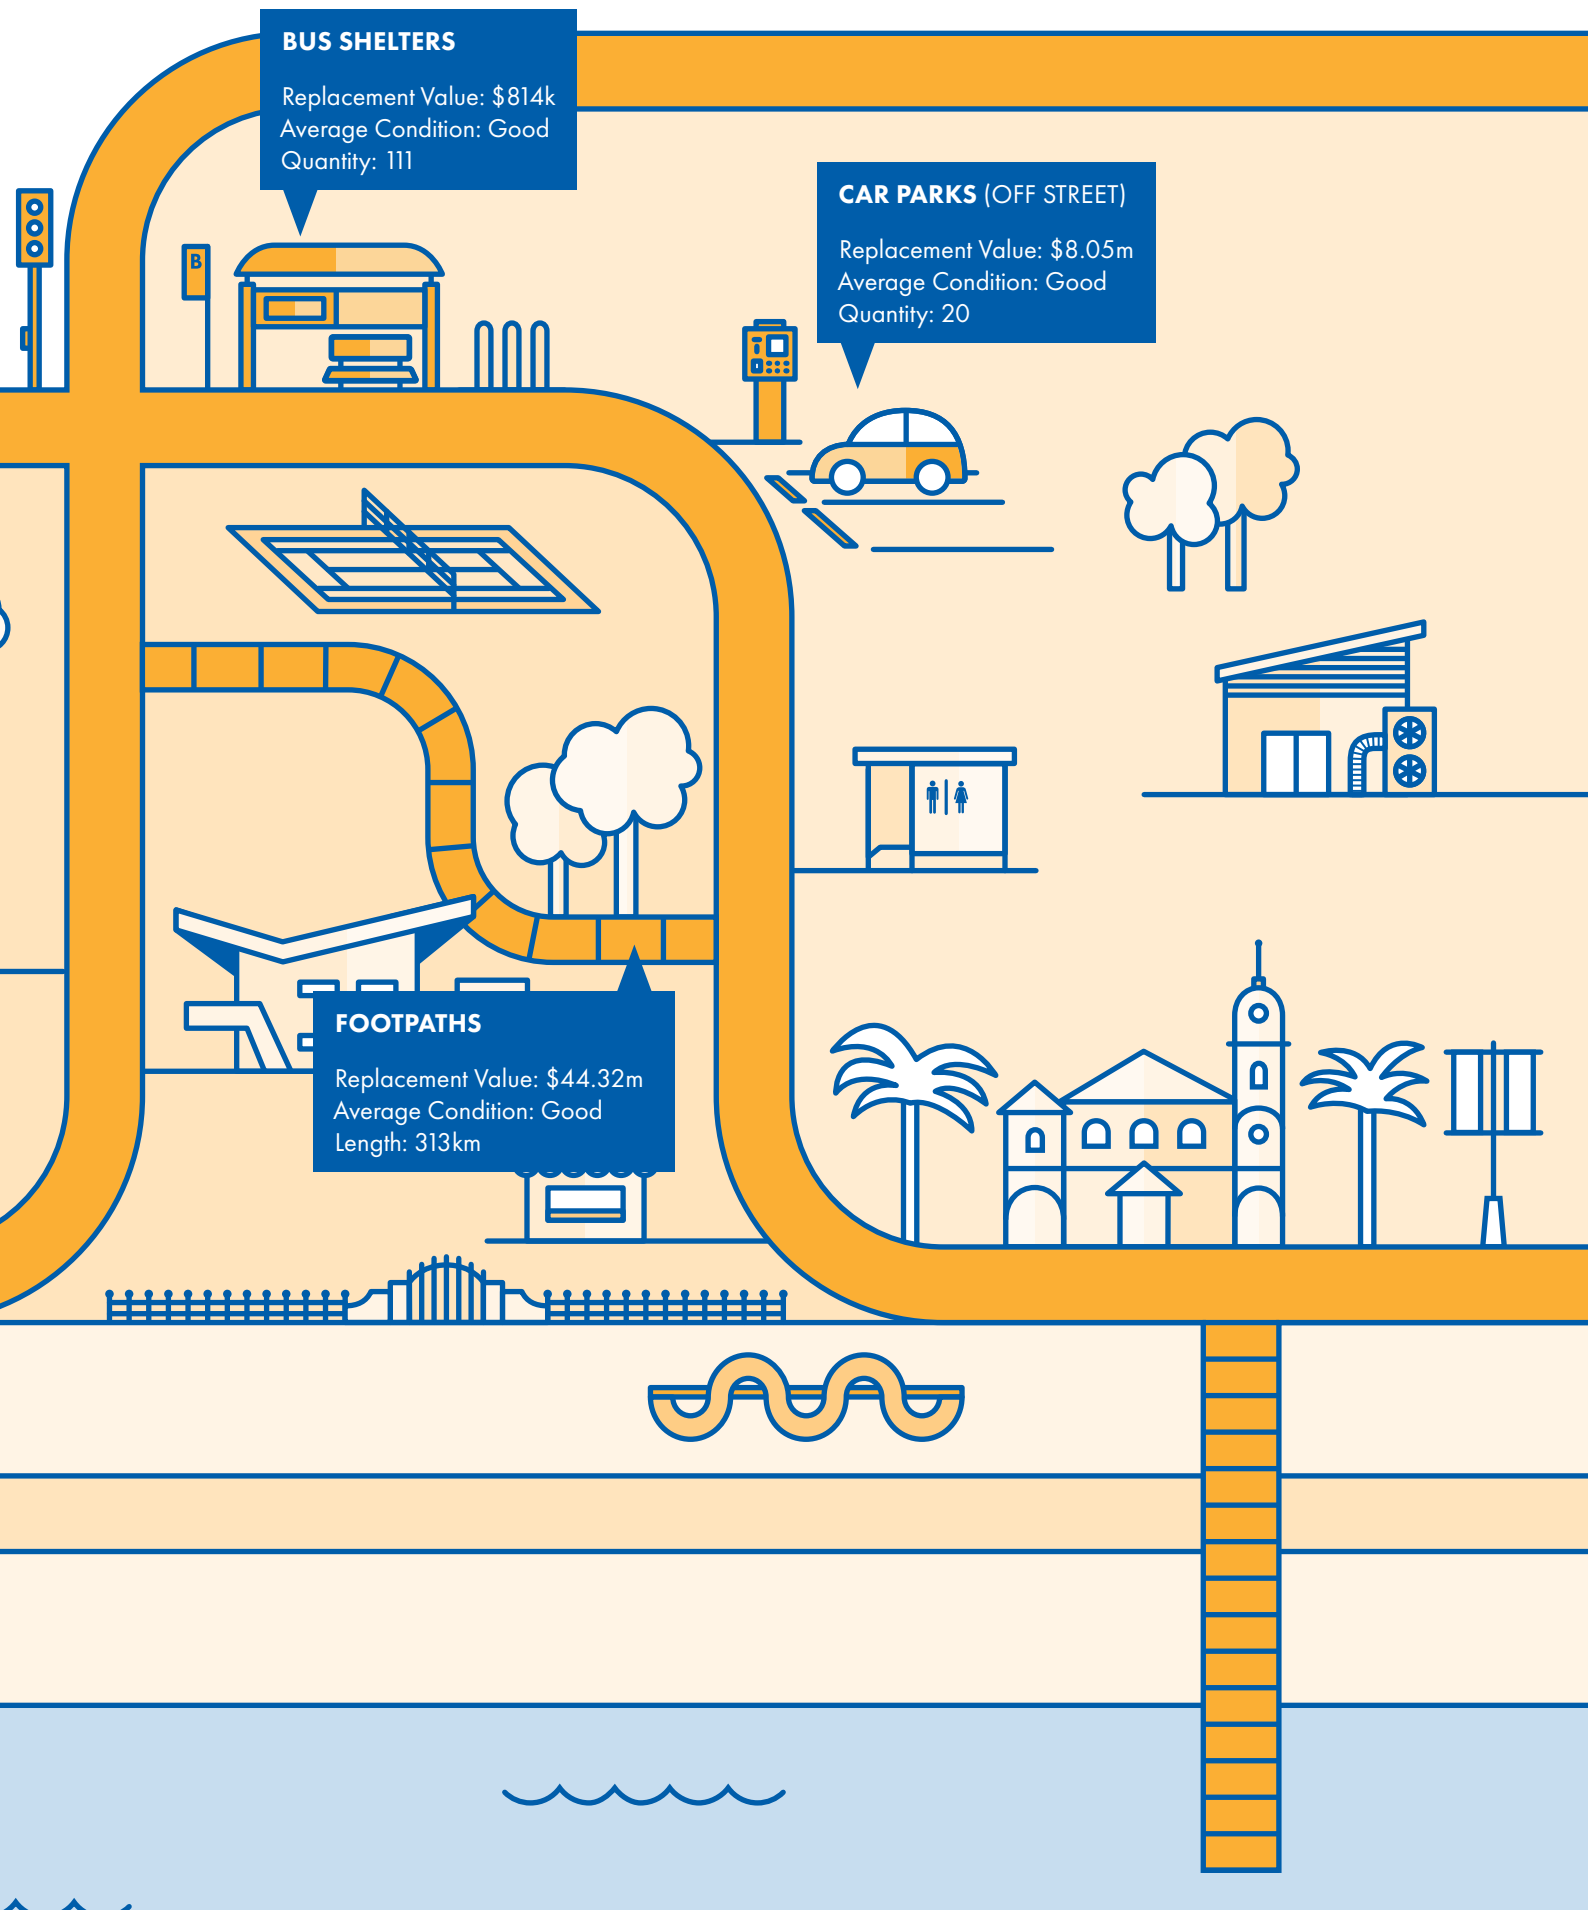 BUS SHELTERS
Replacement Value: $814k
Average Condition: Good
Quantity: 111
CAR PARKS (OFF STREET)
Replacement Value: $8.05m
Average Condition: Good
Quantity: 20
B
FOOTPATHS
Replacement Value: $44.32m
Average Condition: Good
Length: 313km